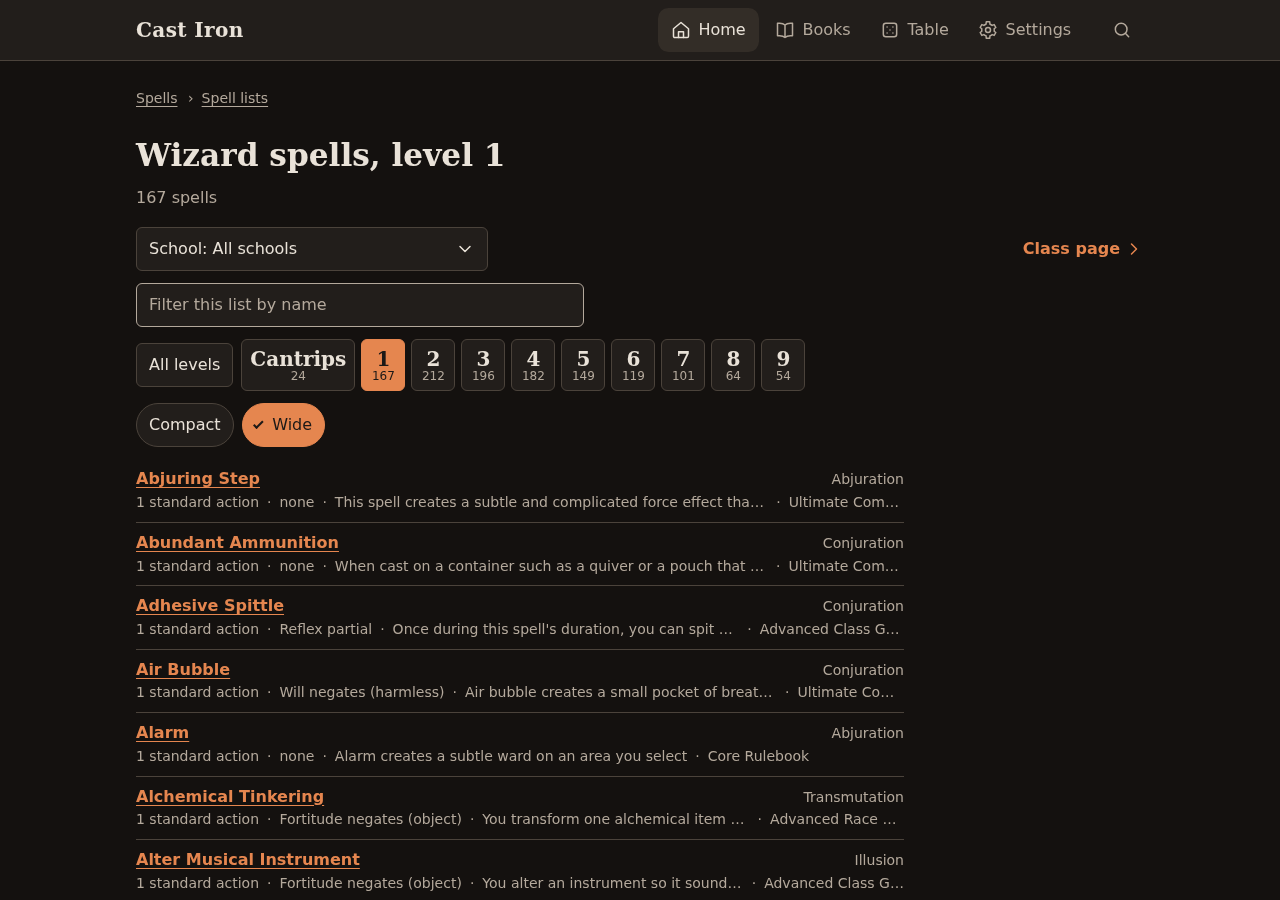 Cast Iron
Home Books Table Settings
Spells › Spell lists
Wizard spells, level 1
167 spells
School: All schools
Class page
Filter this list by name
All levels Cantrips 24 1 167 2 212 3 196 4 182 5 149 6 119 7 101 8 64 9 54
Compact Wide
Abjuring Step Abjuration
1 standard action · none · This spell creates a subtle and complicated force effect tha… · Ultimate Com…
Abundant Ammunition Conjuration
1 standard action · none · When cast on a container such as a quiver or a pouch that … · Ultimate Com…
Adhesive Spittle Conjuration
1 standard action · Reflex partial · Once during this spell's duration, you can spit … · Advanced Class G…
Air Bubble Conjuration
1 standard action · Will negates (harmless) · Air bubble creates a small pocket of breat… · Ultimate Co…
Alarm Abjuration
1 standard action · none · Alarm creates a subtle ward on an area you select · Core Rulebook
Alchemical Tinkering Transmutation
1 standard action · Fortitude negates (object) · You transform one alchemical item … · Advanced Race …
Alter Musical Instrument Illusion
1 standard action · Fortitude negates (object) · You alter an instrument so it sound… · Advanced Class G…